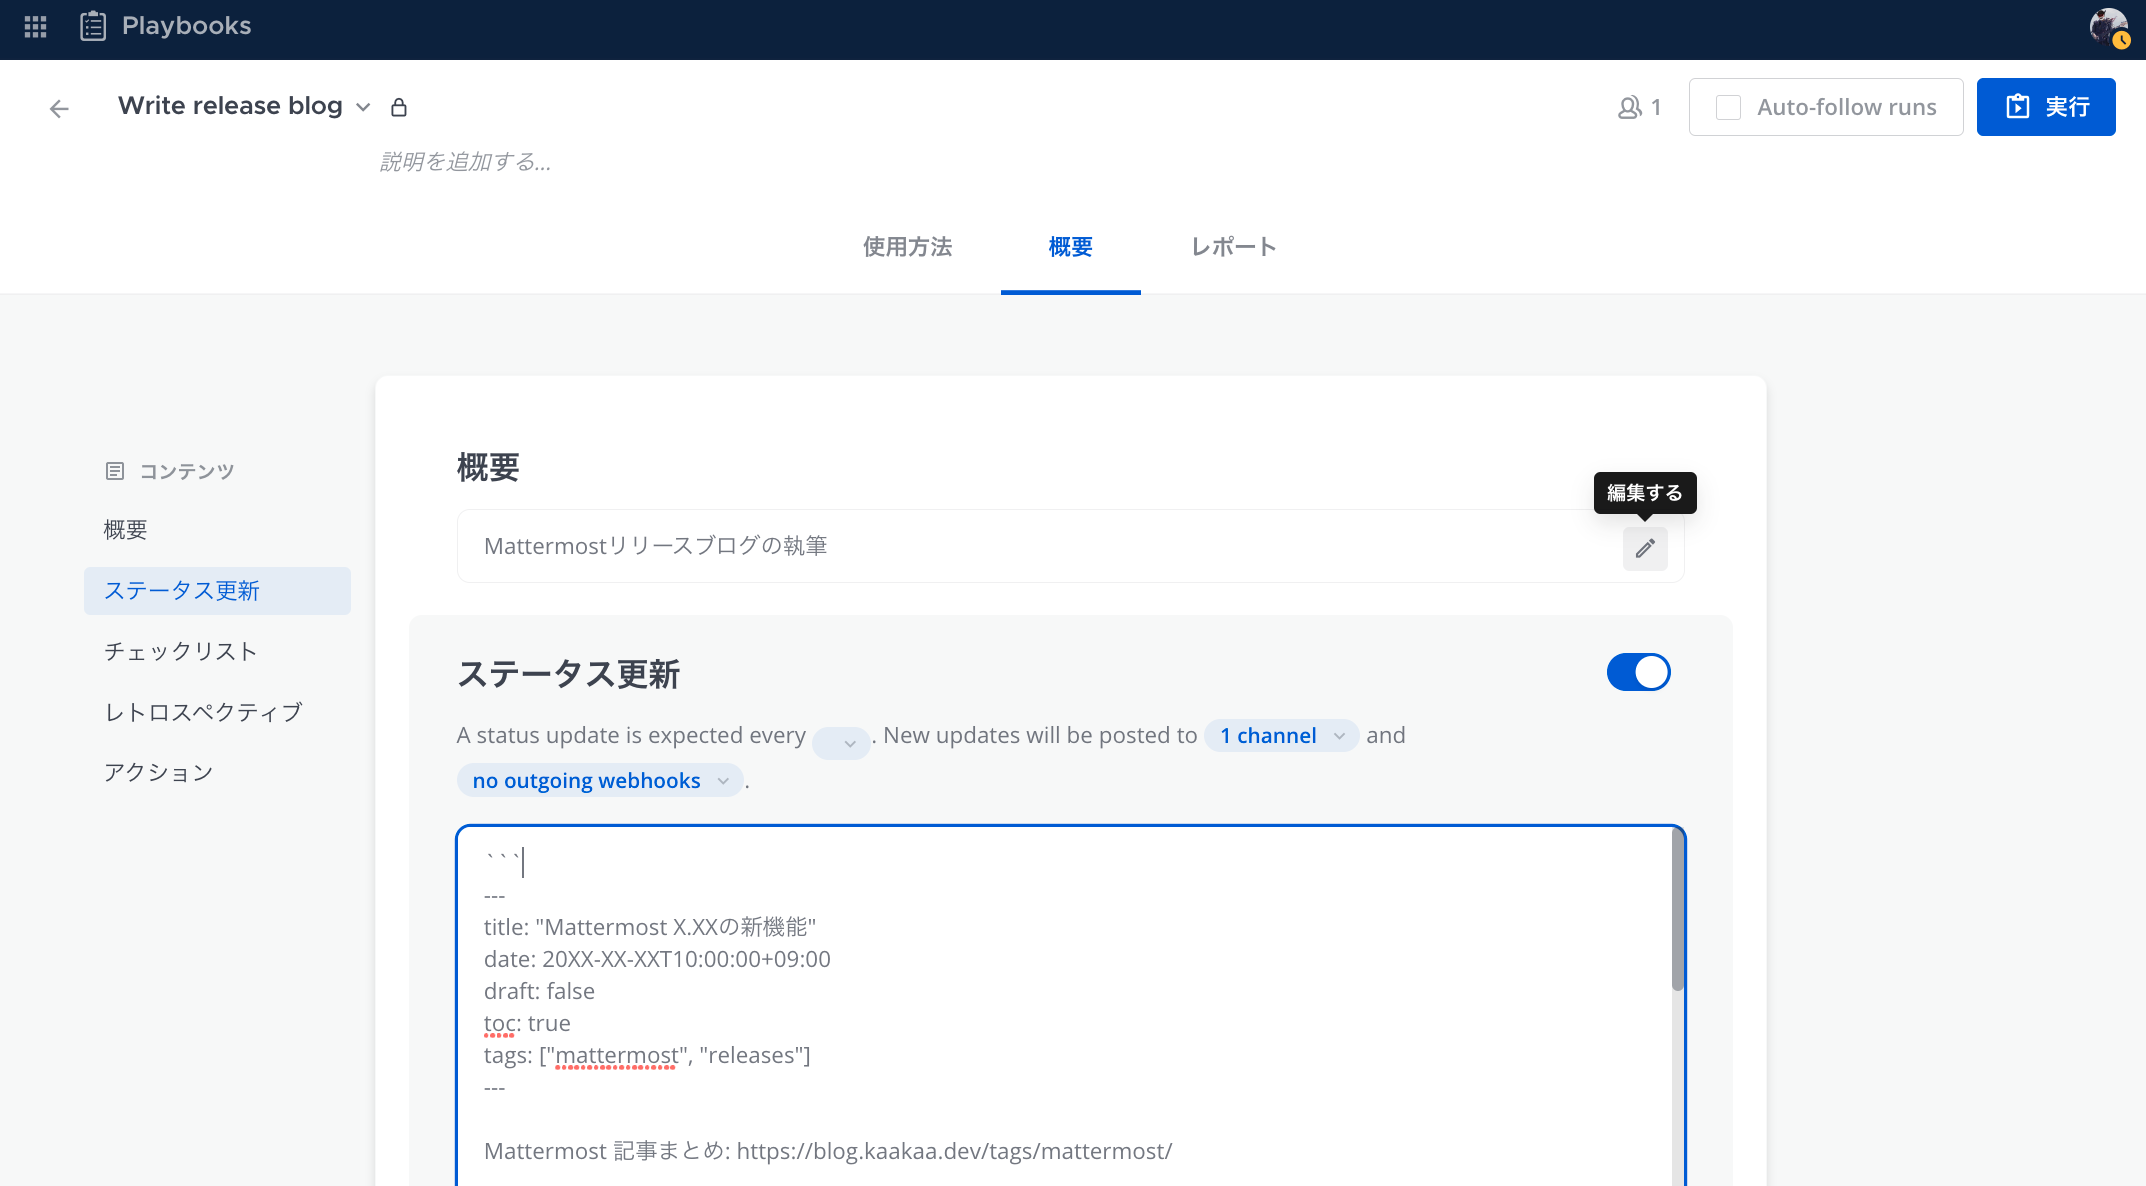 Playbooks
Write release blog
1
Auto-follow runs
実行
説明を追加する...
使用方法
概要
レポート
コンテンツ
概要
ステータス更新
チェックリスト
レトロスペクティブ
アクション
概要
編集する
Mattermostリリースブログの執筆
ステータス更新
A status update is expected every . New updates will be posted to 1 channel and
no outgoing webhooks .
```
---
title: "Mattermost X.XXの新機能"
date: 20XX-XX-XXT10:00:00+09:00
draft: false
toc: true
tags: ["mattermost", "releases"]
---
Mattermost 記事まとめ: https://blog.kaakaa.dev/tags/mattermost/